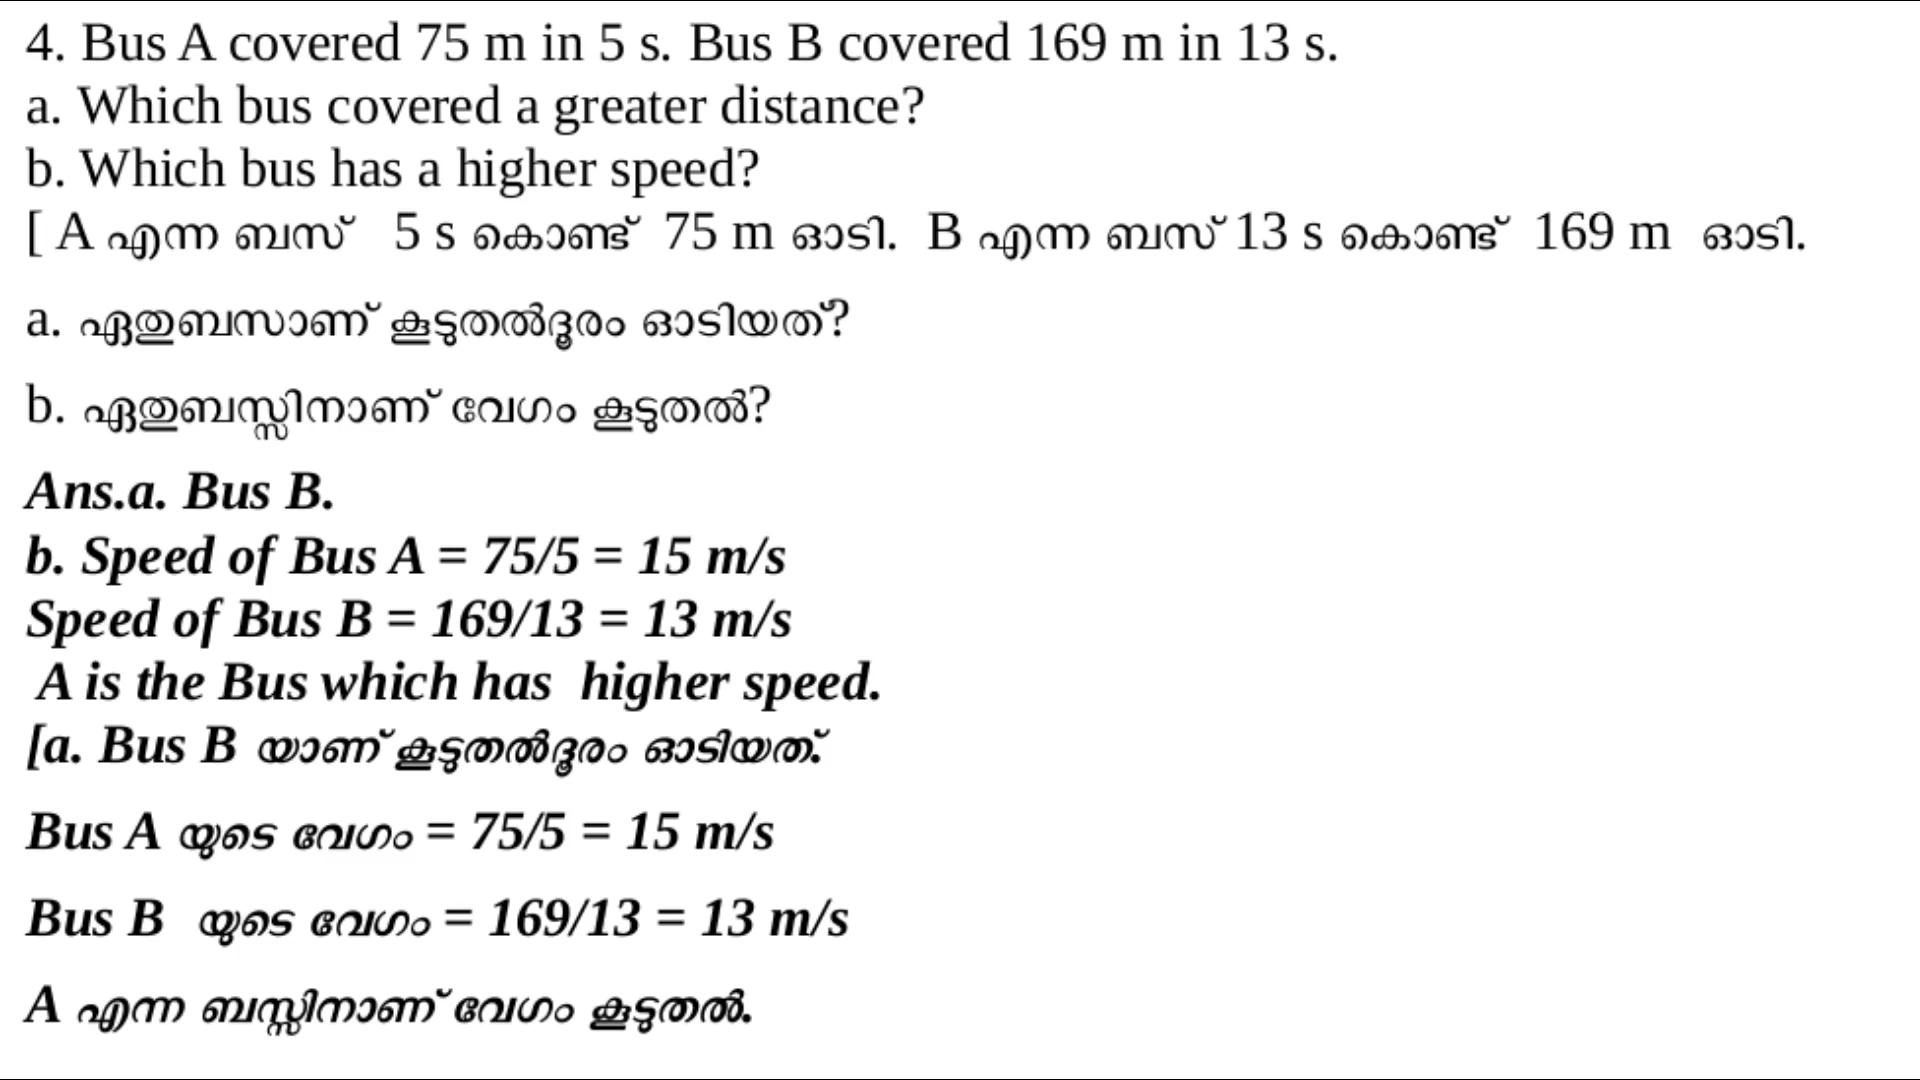 4. Bus A covered 75 m in 5 s. Bus B covered 169 m in 13 s.
a. Which bus covered a greater distance?
b. Which bus has a higher speed?
[ A എന്ന ബസ് 5 s കൊണ്ട് 75 m ഓടി. B എന്ന ബസ് 13 s കൊണ്ട് 169 m ഓടി.
a. ഏതുബസാണ് കൂടുതൽദൂരം ഓടിയത്?
b. ഏതുബസ്സിനാണ് വേഗം കൂടുതൽ?
Ans.a. Bus B.
b. Speed of Bus A = 75/5 = 15 m/s
Speed of Bus B = 169/13 = 13 m/s
A is the Bus which has higher speed.
[a. Bus B യാണ് കൂടുതൽദൂരം ഓടിയത്.
Bus A യുടെ വേഗം = 75/5 = 15 m/s
Bus B യുടെ വേഗം = 169/13 = 13 m/s
A എന്ന ബസ്സിനാണ് വേഗം കൂടുതൽ.